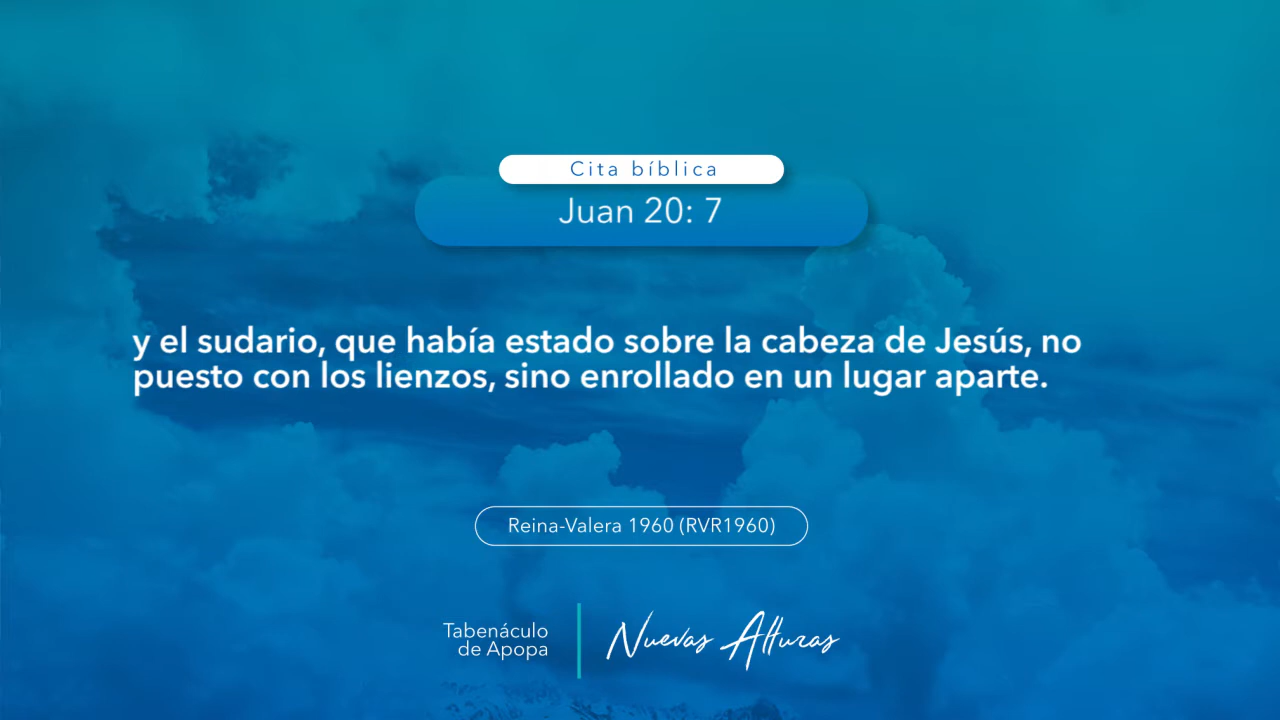 Cita bíblica
Juan 20: 7
y el sudario, que había estado sobre la cabeza de Jesús, no
puesto con los lienzos, sino enrollado en un lugar aparte.
Reina-Valera 1960 (RVR1960)
Tabenáculo
de Apopa
Nuevas Alturas